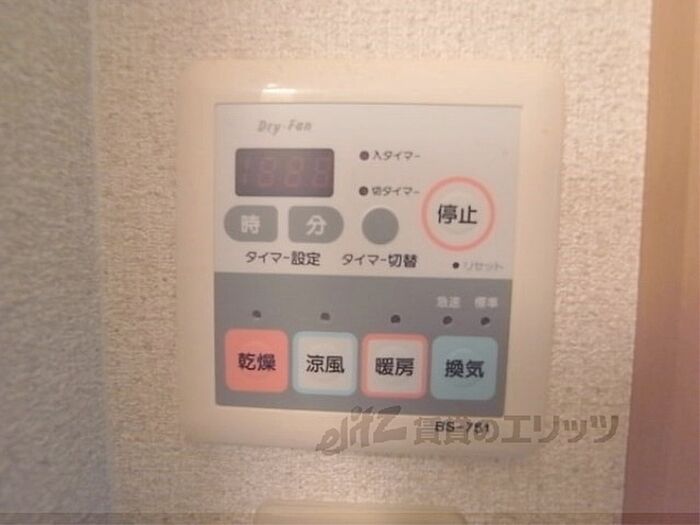 Dry-Fan
入タイマー
切タイマー
停止
時 分
タイマー設定 タイマー切替
リセット
急速 標準
乾燥 涼風 暖房 換気
BS-751
elitz 賃貸のエリッツ